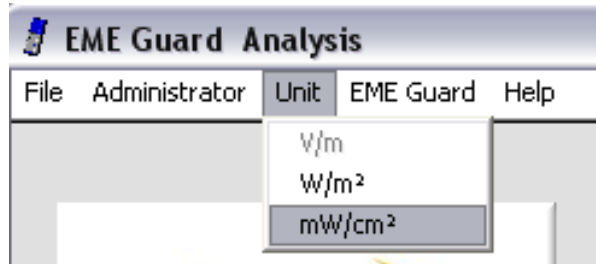 EME Guard Analysis
File Administrator Unit EME Guard Help
V/m
W/m²
mW/cm²